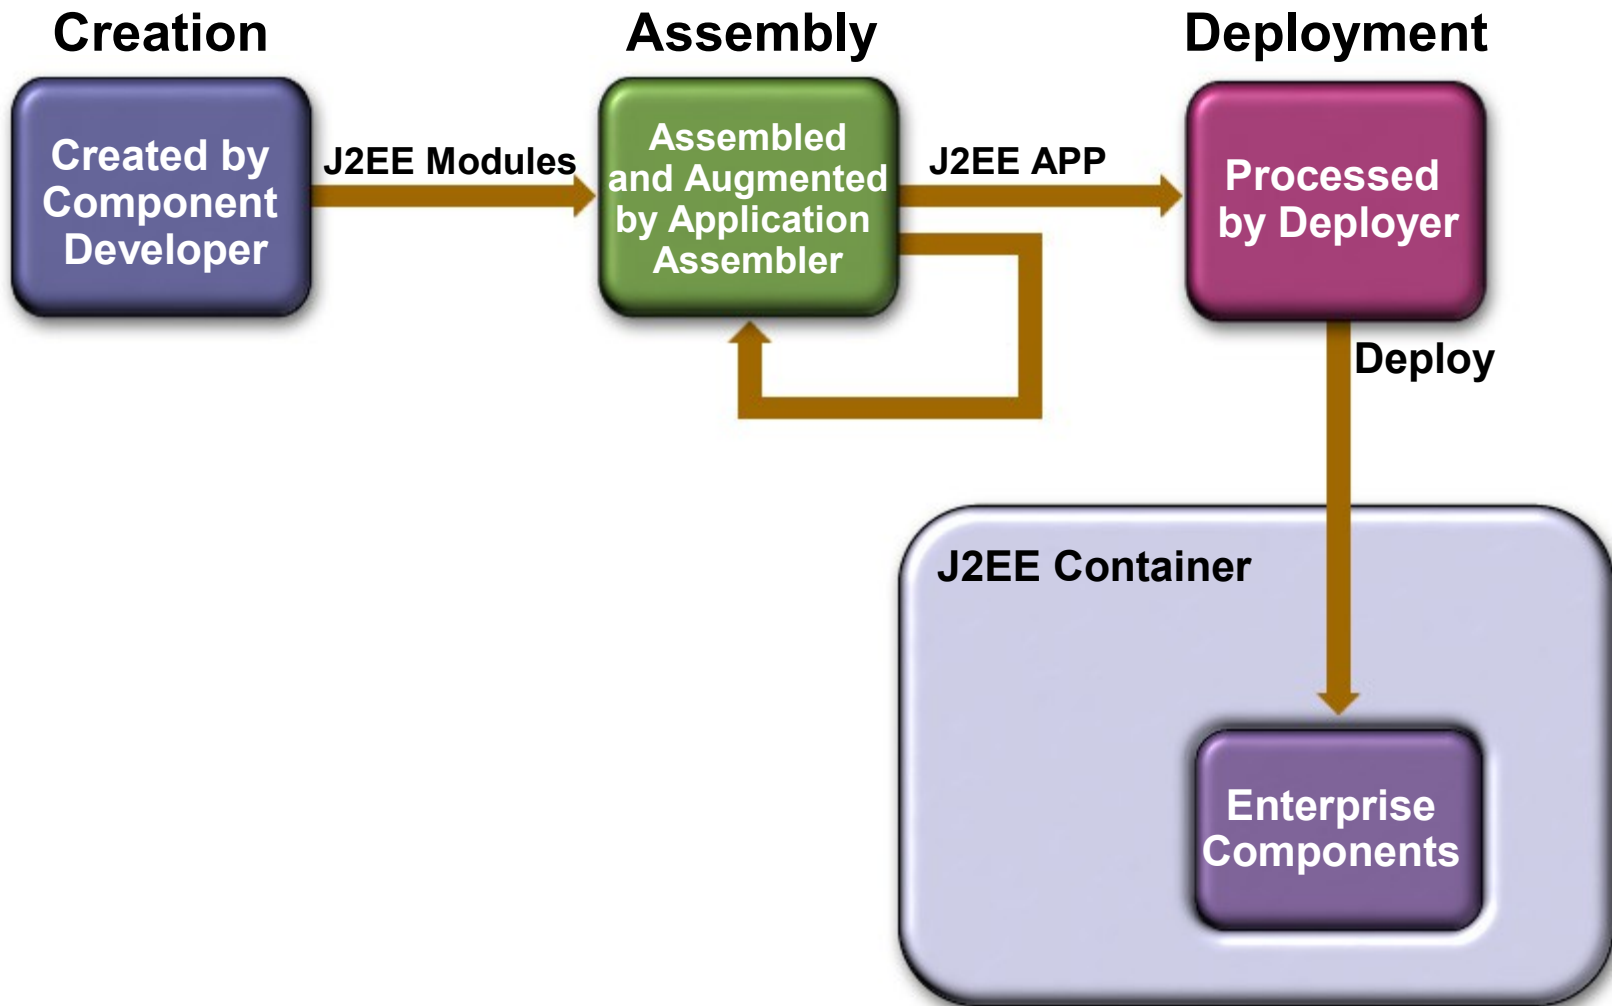 Creation
Assembly
Deployment
Created by
Component
Developer
J2EE Modules
Assembled
and Augmented
by Application
Assembler
J2EE APP
Processed
by Deployer
Deploy
J2EE Container
Enterprise
Components